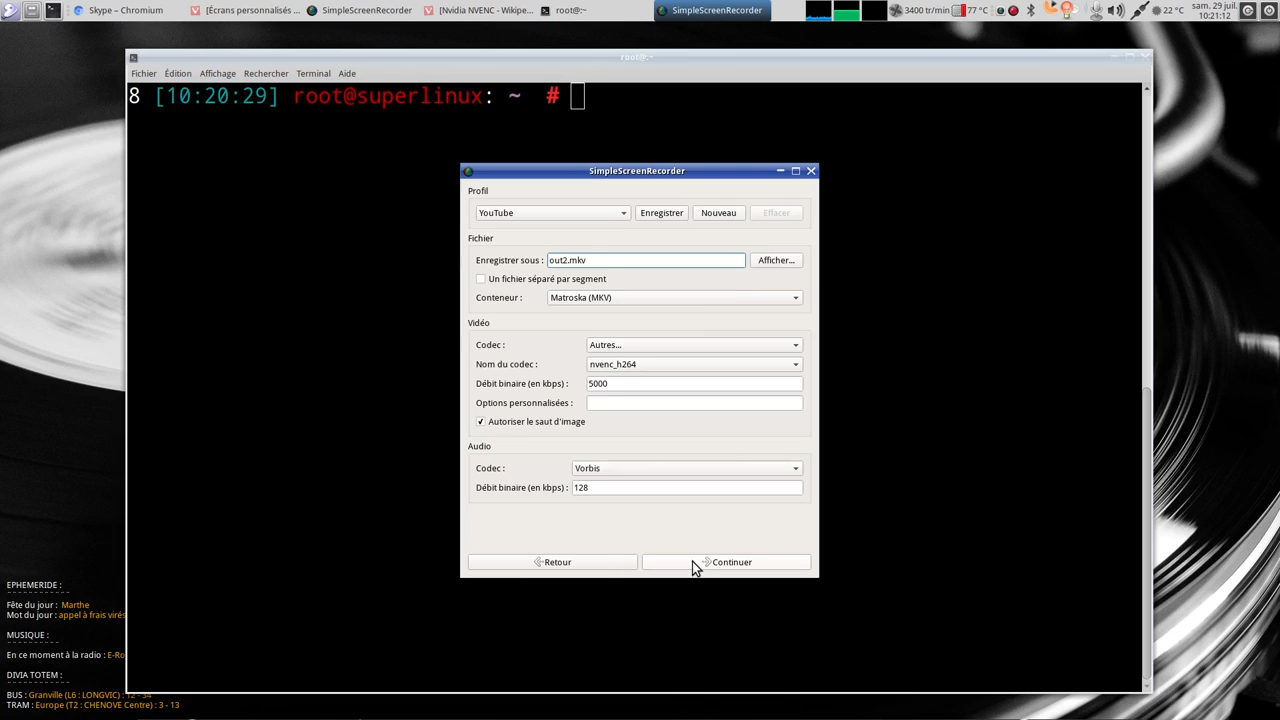 Skype – Chromium
[Écrans personnalisés ...
SimpleScreenRecorder
[Nvidia NVENC - Wikipe...
root@:~
SimpleScreenRecorder
3400 tr/min
77 °C
22 °C
sam. 29 juil.
10:21:12
root@:~
Fichier Édition Affichage Rechercher Terminal Aide
8 [10:20:29] root@superlinux: ~ #
SimpleScreenRecorder
Profil
YouTube
Enregistrer
Nouveau
Effacer
Fichier
Enregistrer sous : out2.mkv
Afficher...
Un fichier séparé par segment
Conteneur : Matroska (MKV)
Vidéo
Codec : Autres...
Nom du codec : nvenc_h264
Débit binaire (en kbps) : 5000
Options personnalisées :
Autoriser le saut d'image
Audio
Codec : Vorbis
Débit binaire (en kbps) : 128
Retour
Continuer
EPHEMERIDE :
Fête du jour : Marthe
Mot du jour : appel à frais virés
MUSIQUE :
En ce moment à la radio : E-Ro
DIVIA TOTEM :
BUS : Granville (L6 : LONGVIC) : 12 - 34
TRAM : Europe (T2 : CHENOVE Centre) : 3 - 13